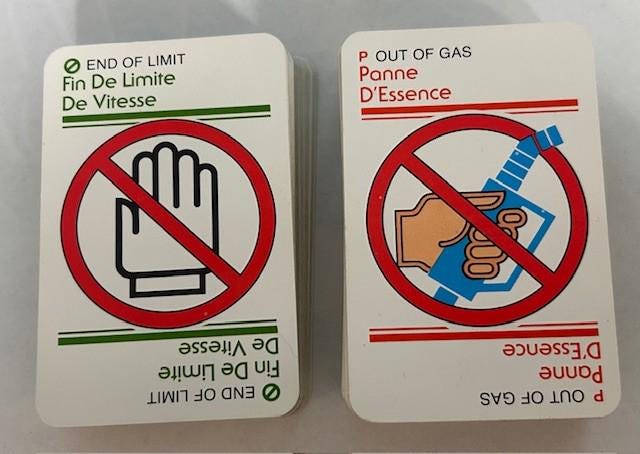 END OF LIMIT
Fin De Limite
De Vitesse
De Vitesse
Fin De Limite
END OF LIMIT
P OUT OF GAS
Panne
D'Essence
D'Essence
Panne
P OUT OF GAS